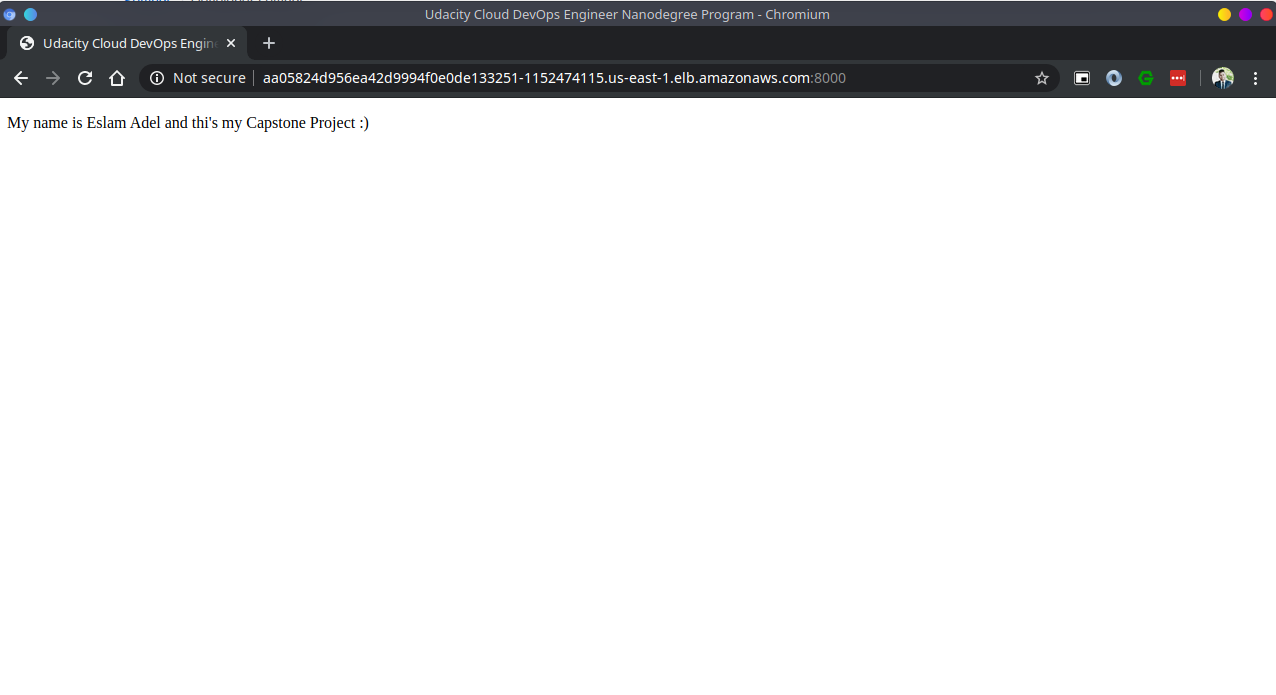 Udacity Cloud DevOps Engineer Nanodegree Program - Chromium
Udacity Cloud DevOps Engin
Not secure aa05824d956ea42d9994f0e0de133251-1152474115.us-east-1.elb.amazonaws.com:8000
My name is Eslam Adel and thi's my Capstone Project :)